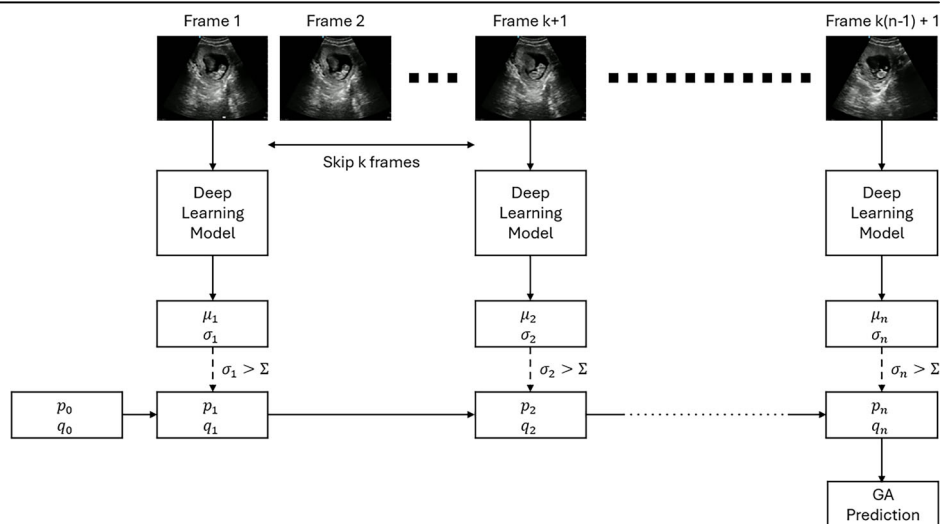 Frame 1
Frame 2
Frame k+1
Frame k(n-1) + 1
Skip k frames
Deep
Learning
Model
Deep
Learning
Model
Deep
Learning
Model
μ₁
σ₁
μ₂
σ₂
μₙ
σₙ
σ₁ > Σ
σ₂ > Σ
σₙ > Σ
p₀
q₀
p₁
q₁
p₂
q₂
pₙ
qₙ
GA
Prediction